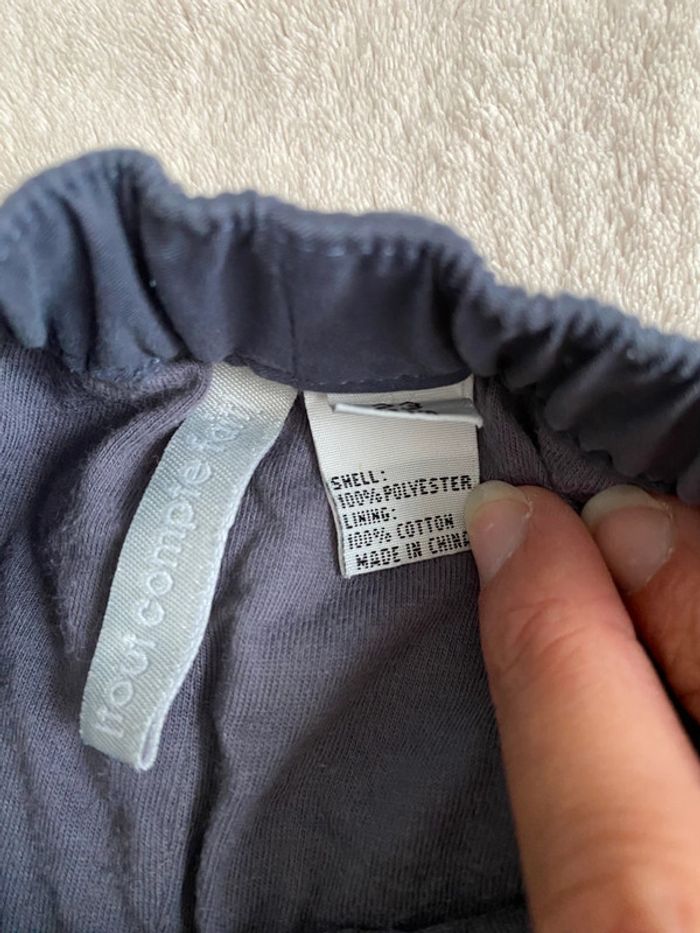 SHELL:
100%POLYESTER
LINING:
100% COTTON
MADE IN CHINA
tout compte fait